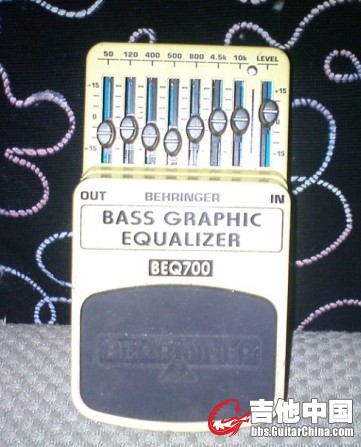 50 120 400 500 800 4.5k 10k LEVEL
-15 15
0
15
OUT BEHRINGER IN
BASS GRAPHIC
EQUALIZER
BEQ700
BEHRINGER
吉他中国
bbs.GuitarChina.com